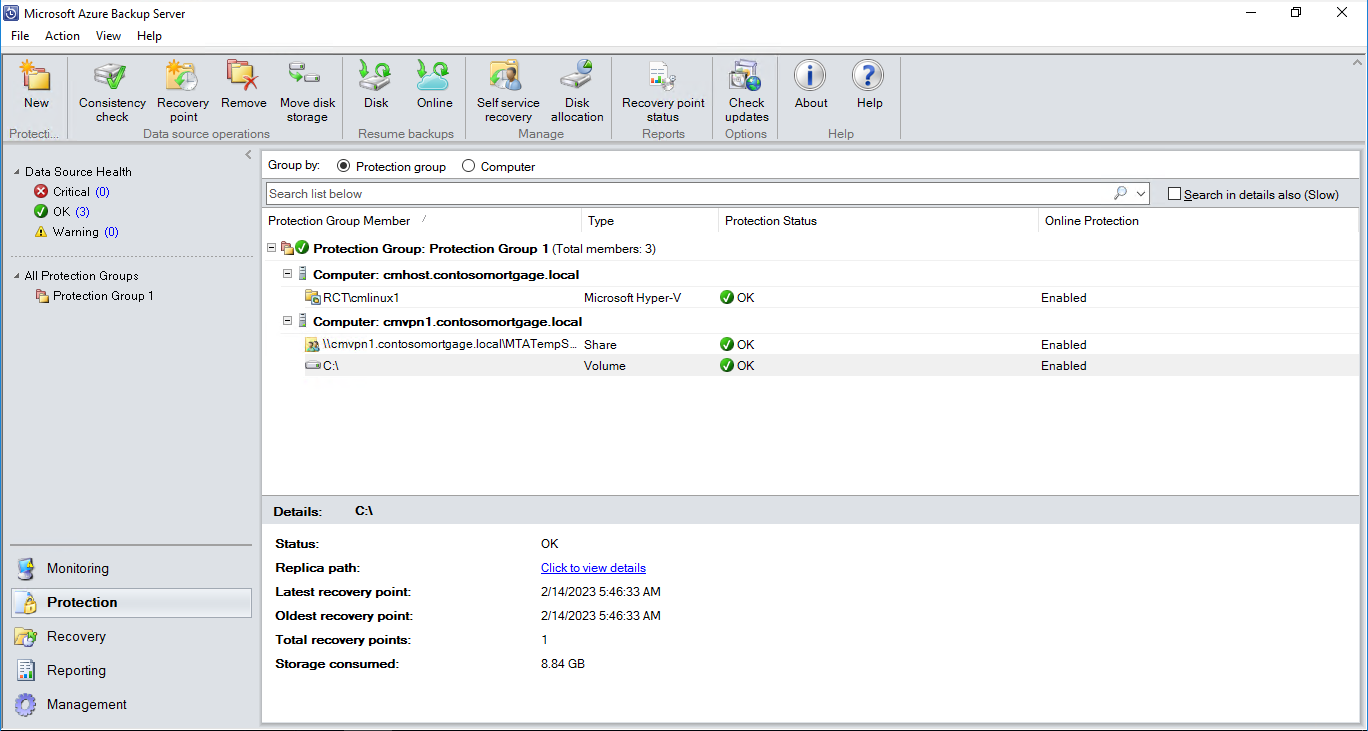 Microsoft Azure Backup Server
File Action View Help
New
Consistency check
Recovery point
Remove
Move disk storage
Disk
Online
Self service recovery
Disk allocation
Recovery point status
Check updates
About
Help
Protecti...
Data source operations
Resume backups
Manage
Reports
Options
Help
Data Source Health
Critical (0)
OK (3)
Warning (0)
All Protection Groups
Protection Group 1
Monitoring
Protection
Recovery
Reporting
Management
Group by: Protection group Computer
Search list below
Search in details also (Slow)
Protection Group Member Type Protection Status Online Protection
Protection Group: Protection Group 1 (Total members: 3)
Computer: cmhost.contosomortgage.local
RCT\cmlinux1 Microsoft Hyper-V OK Enabled
Computer: cmvpn1.contosomortgage.local
\\cmvpn1.contosomortgage.local\MTATempS... Share OK Enabled
C:\ Volume OK Enabled
Details: C:\
Status: OK
Replica path: Click to view details
Latest recovery point: 2/14/2023 5:46:33 AM
Oldest recovery point: 2/14/2023 5:46:33 AM
Total recovery points: 1
Storage consumed: 8.84 GB